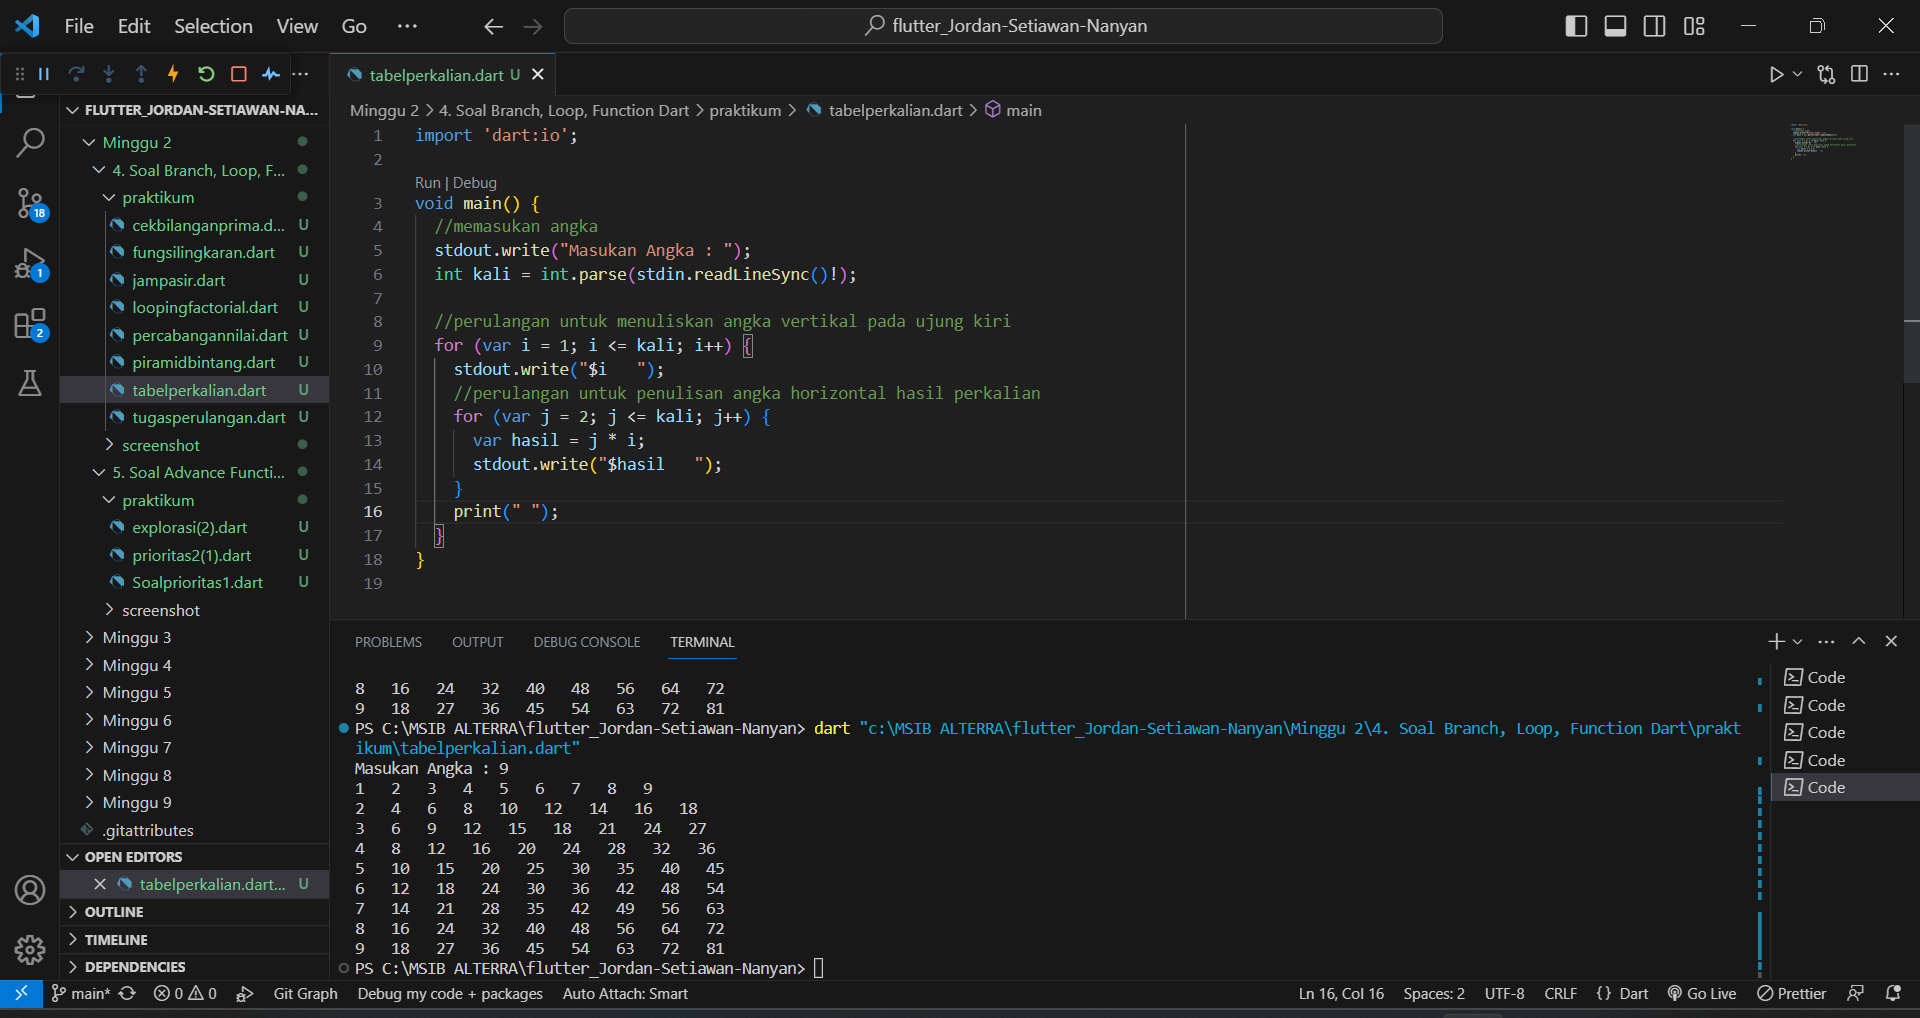 File Edit Selection View Go ··· flutter_Jordan-Setiawan-Nanyan
tabelperkalian.dart U
FLUTTER_JORDAN-SETIAWAN-NA...
Minggu 2 > 4. Soal Branch, Loop, Function Dart > praktikum > tabelperkalian.dart > main
Minggu 2
4. Soal Branch, Loop, F...
praktikum
cekbilanganprima.d... U
fungsilingkaran.dart U
jampasir.dart U
loopingfactorial.dart U
percabangannilai.dart U
piramidbintang.dart U
tabelperkalian.dart U
tugasperulangan.dart U
screenshot
5. Soal Advance Functi...
praktikum
explorasi(2).dart U
prioritas2(1).dart U
Soalprioritas1.dart U
screenshot
Minggu 3
Minggu 4
Minggu 5
Minggu 6
Minggu 7
Minggu 8
Minggu 9
.gitattributes
OPEN EDITORS
tabelperkalian.dart... U
OUTLINE
TIMELINE
DEPENDENCIES
18
1
2
1 import 'dart:io';
2
Run | Debug
3 void main() {
4 //memasukan angka
5 stdout.write("Masukan Angka : ");
6 int kali = int.parse(stdin.readLineSync()!);
7
8 //perulangan untuk menuliskan angka vertikal pada ujung kiri
9 for (var i = 1; i <= kali; i++) {
10 stdout.write("$i   ");
11 //perulangan untuk penulisan angka horizontal hasil perkalian
12 for (var j = 2; j <= kali; j++) {
13 var hasil = j * i;
14 stdout.write("$hasil   ");
15 }
16 print(" ");
17 }
18 }
19
PROBLEMS OUTPUT DEBUG CONSOLE TERMINAL
8   16   24   32   40   48   56   64   72
9   18   27   36   45   54   63   72   81
PS C:\MSIB ALTERRA\flutter_Jordan-Setiawan-Nanyan> dart "c:\MSIB ALTERRA\flutter_Jordan-Setiawan-Nanyan\Minggu 2\4. Soal Branch, Loop, Function Dart\prakt
ikum\tabelperkalian.dart"
Masukan Angka : 9
1   2   3   4   5   6   7   8   9
2   4   6   8   10   12   14   16   18
3   6   9   12   15   18   21   24   27
4   8   12   16   20   24   28   32   36
5   10   15   20   25   30   35   40   45
6   12   18   24   30   36   42   48   54
7   14   21   28   35   42   49   56   63
8   16   24   32   40   48   56   64   72
9   18   27   36   45   54   63   72   81
PS C:\MSIB ALTERRA\flutter_Jordan-Setiawan-Nanyan>
Code
Code
Code
Code
Code
main* 0 0 Git Graph Debug my code + packages Auto Attach: Smart Ln 16, Col 16 Spaces: 2 UTF-8 CRLF {} Dart Go Live Prettier